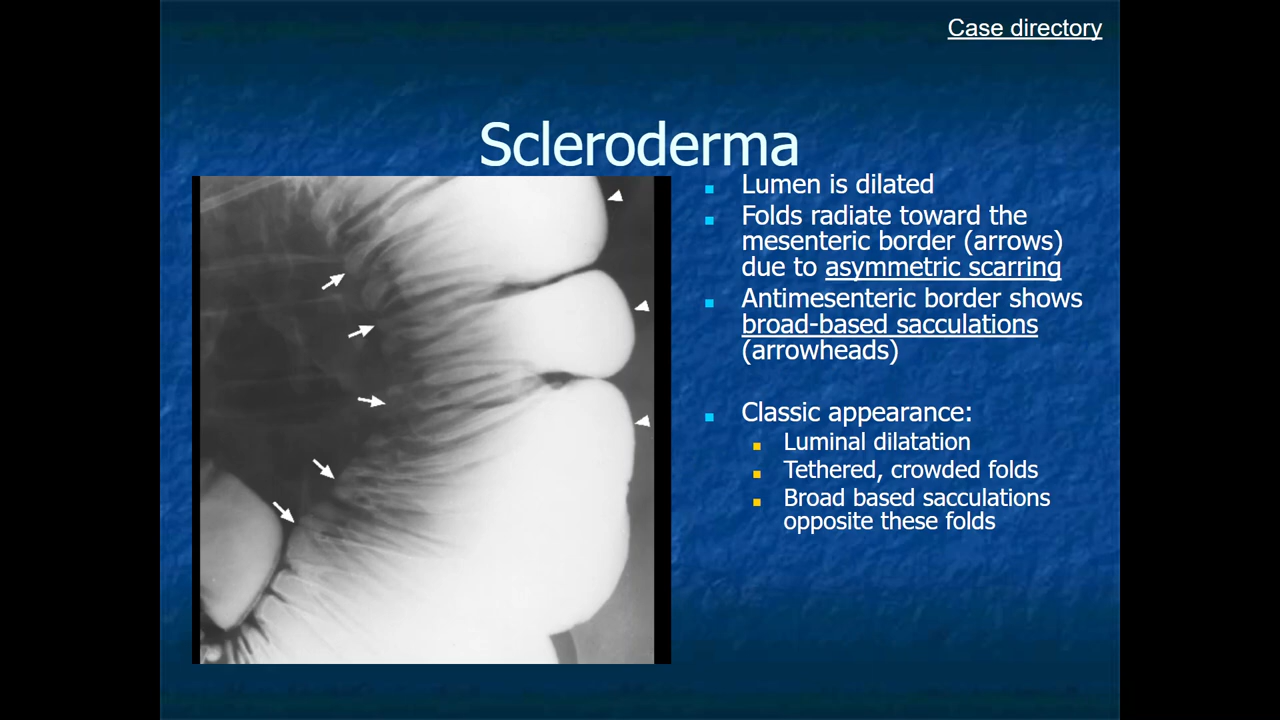 Case directory
Scleroderma
Lumen is dilated
Folds radiate toward the
mesenteric border (arrows)
due to asymmetric scarring
Antimesenteric border shows
broad-based sacculations
(arrowheads)
Classic appearance:
Luminal dilatation
Tethered, crowded folds
Broad based sacculations
opposite these folds